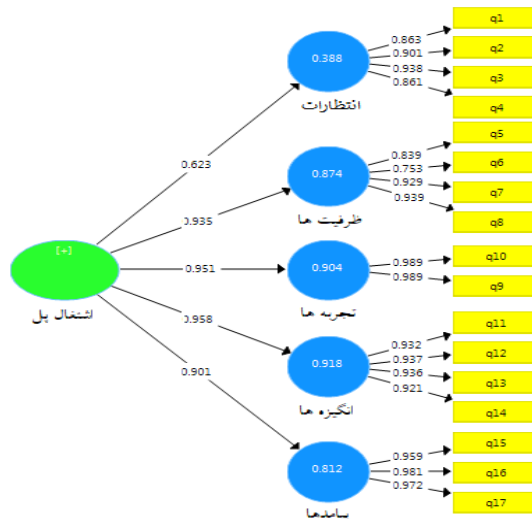 q1
0.863
q2
0.901
0.388
0.938
q3
0.861
انتظارات
q4
q5
0.839
0.623
0.753
q6
0.874
0.929
q7
0.939
ظرفیت ها
q8
0.935
[+]
0.951
0.904
0.989
q10
0.989
q9
اشتغال پل
تجربه ها
0.958
q11
0.932
0.937
q12
0.918
0.936
q13
0.901
0.921
انگیزه ها
q14
q15
0.959
0.812
0.981
q16
0.972
q17
پیامدها